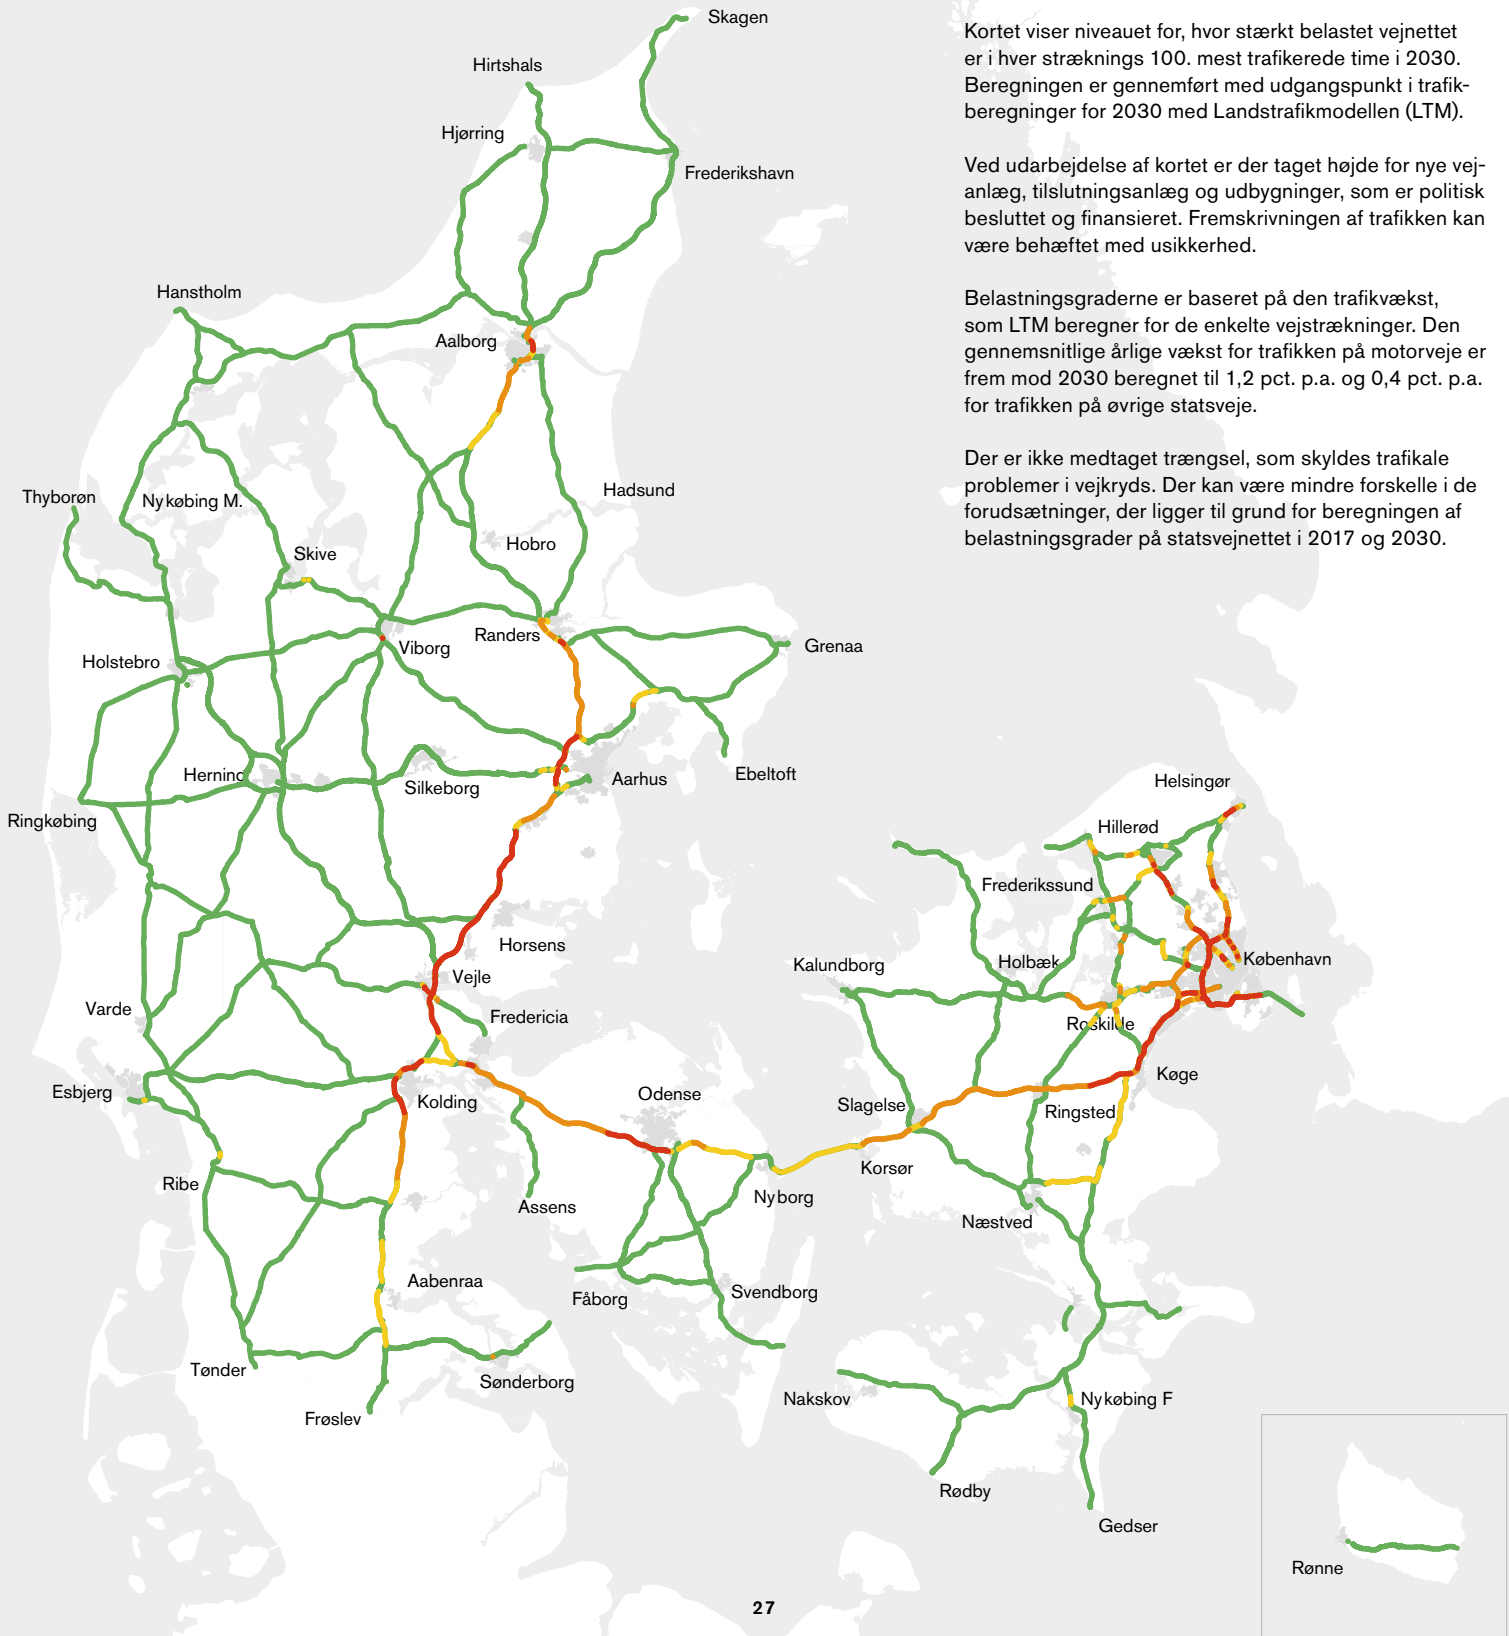 Kortet viser niveauet for, hvor stærkt belastet vejnettet
er i hver stræknings 100. mest trafikerede time i 2030.
Beregningen er gennemført med udgangspunkt i trafik-
beregninger for 2030 med Landstrafikmodellen (LTM).
Ved udarbejdelse af kortet er der taget højde for nye vej-
anlæg, tilslutningsanlæg og udbygninger, som er politisk
besluttet og finansieret. Fremskrivningen af trafikken kan
være behæftet med usikkerhed.
Belastningsgraderne er baseret på den trafikvækst,
som LTM beregner for de enkelte vejstrækninger. Den
gennemsnitlige årlige vækst for trafikken på motorveje er
frem mod 2030 beregnet til 1,2 pct. p.a. og 0,4 pct. p.a.
for trafikken på øvrige statsveje.
Der er ikke medtaget trængsel, som skyldes trafikale
problemer i vejkryds. Der kan være mindre forskelle i de
forudsætninger, der ligger til grund for beregningen af
belastningsgrader på statsvejnettet i 2017 og 2030.
Skagen
Hirtshals
Hjørring
Frederikshavn
Hanstholm
Aalborg
Thyborøn
Nykøbing M.
Hadsund
Hobro
Skive
Randers
Viborg
Grenaa
Holstebro
Herning
Silkeborg
Aarhus
Ebeltoft
Helsingør
Ringkøbing
Hillerød
Frederikssund
Horsens
Vejle
Kalundborg
Holbæk
København
Varde
Fredericia
Roskilde
Esbjerg
Kolding
Odense
Slagelse
Køge
Ringsted
Ribe
Assens
Nyborg
Korsør
Næstved
Aabenraa
Fåborg
Svendborg
Tønder
Sønderborg
Nakskov
Nykøbing F
Frøslev
Rødby
Gedser
Rønne
27